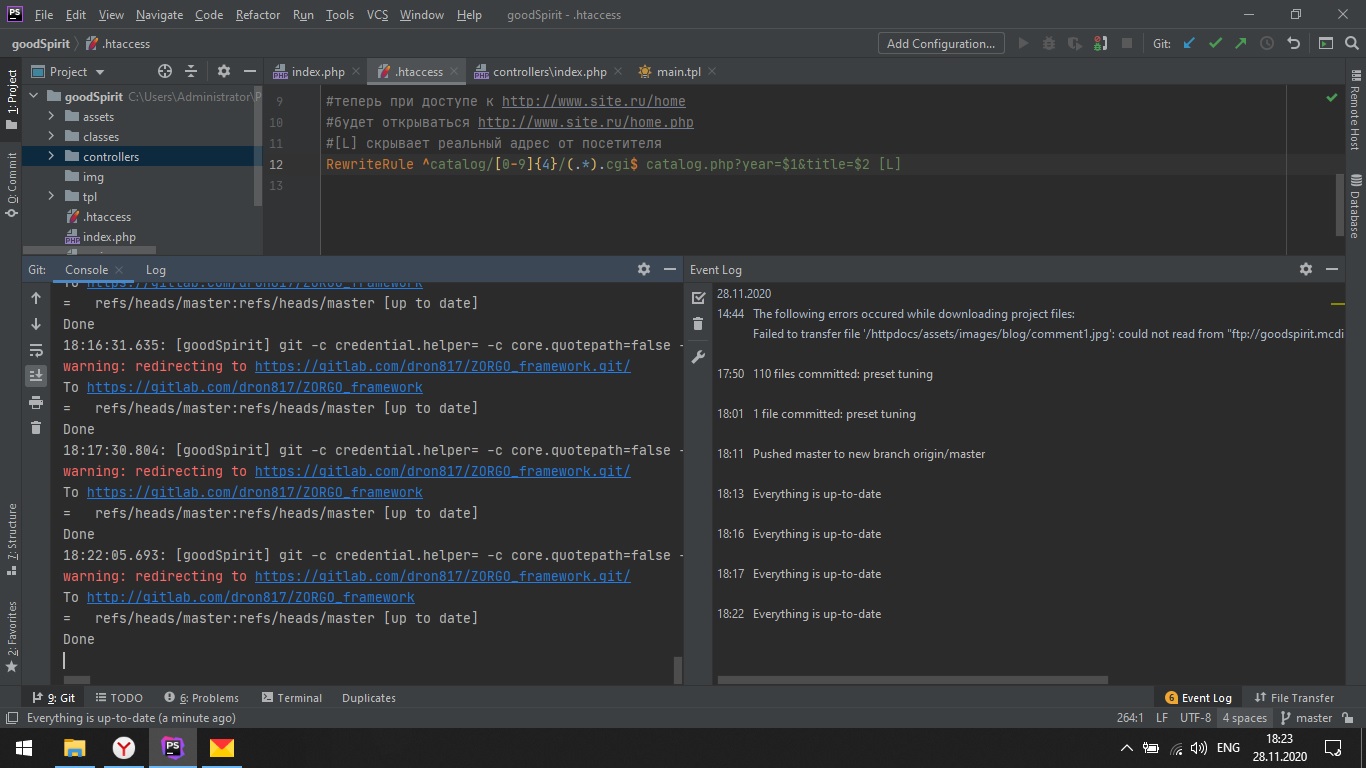 PS File Edit View Navigate Code Refactor Run Tools VCS Window Help goodSpirit - .htaccess
goodSpirit .htaccess Add Configuration... Git:
1: Project
0: Commit
7: Structure
2: Favorites
Project
goodSpirit C:\Users\Administrator\P
assets
classes
controllers
img
tpl
.htaccess
index.php
index.php .htaccess controllers\index.php main.tpl
9 #теперь при доступе к http://www.site.ru/home
10 #будет открываться http://www.site.ru/home.php
11 #[L] скрывает реальный адрес от посетителя
12 RewriteRule ^catalog/[0-9]{4}/(.*).cgi$ catalog.php?year=$1&title=$2 [L]
13
Remote Host
Database
Git: Console Log
To https://gitlab.com/dron817/ZORGO_framework
= refs/heads/master:refs/heads/master [up to date]
Done
18:16:31.635: [goodSpirit] git -c credential.helper= -c core.quotepath=false -
warning: redirecting to https://gitlab.com/dron817/ZORGO_framework.git/
To https://gitlab.com/dron817/ZORGO_framework
= refs/heads/master:refs/heads/master [up to date]
Done
18:17:30.804: [goodSpirit] git -c credential.helper= -c core.quotepath=false -
warning: redirecting to https://gitlab.com/dron817/ZORGO_framework.git/
To https://gitlab.com/dron817/ZORGO_framework
= refs/heads/master:refs/heads/master [up to date]
Done
18:22:05.693: [goodSpirit] git -c credential.helper= -c core.quotepath=false -
warning: redirecting to https://gitlab.com/dron817/ZORGO_framework.git/
To http://gitlab.com/dron817/ZORGO_framework
= refs/heads/master:refs/heads/master [up to date]
Done
Event Log
28.11.2020
14:44 The following errors occured while downloading project files:
Failed to transfer file '/httpdocs/assets/images/blog/comment1.jpg': could not read from "ftp://goodspirit.mcdi
17:50 110 files committed: preset tuning
18:01 1 file committed: preset tuning
18:11 Pushed master to new branch origin/master
18:13 Everything is up-to-date
18:16 Everything is up-to-date
18:17 Everything is up-to-date
18:22 Everything is up-to-date
9: Git TODO 6: Problems Terminal Duplicates 6 Event Log File Transfer
Everything is up-to-date (a minute ago) 264:1 LF UTF-8 4 spaces master
PS ENG 18:23
28.11.2020